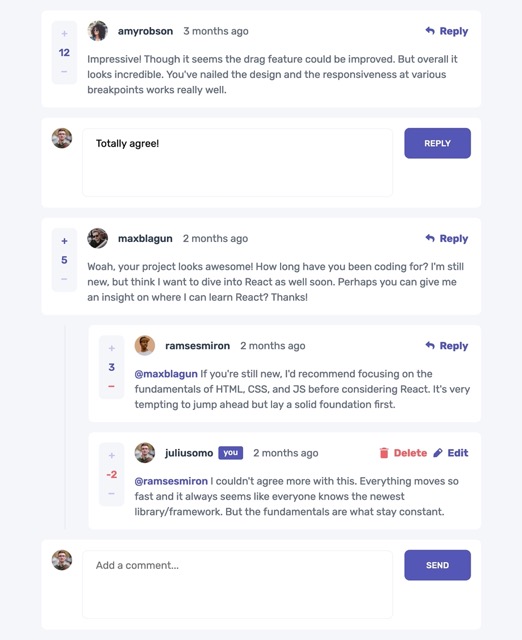 +
12
–
amyrobson 3 months ago Reply
Impressive! Though it seems the drag feature could be improved. But overall it
looks incredible. You've nailed the design and the responsiveness at various
breakpoints works really well.
Totally agree!
REPLY
+
5
–
maxblagun 2 months ago Reply
Woah, your project looks awesome! How long have you been coding for? I'm still
new, but think I want to dive into React as well soon. Perhaps you can give me
an insight on where I can learn React? Thanks!
+
3
–
ramsesmiron 2 months ago Reply
@maxblagun If you're still new, I'd recommend focusing on the
fundamentals of HTML, CSS, and JS before considering React. It's very
tempting to jump ahead but lay a solid foundation first.
+
-2
–
juliusomo you 2 months ago Delete Edit
@ramsesmiron I couldn't agree more with this. Everything moves so
fast and it always seems like everyone knows the newest
library/framework. But the fundamentals are what stay constant.
Add a comment...
SEND